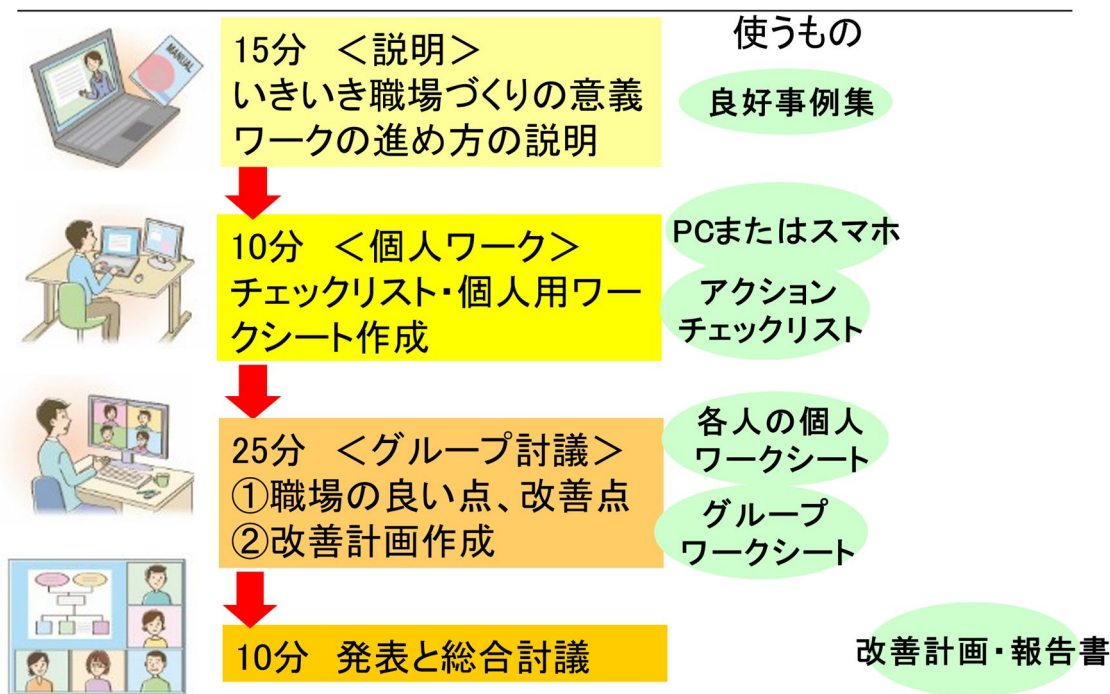 使うもの
MANUAL
15分 ＜説明＞
いきいき職場づくりの意義
ワークの進め方の説明
良好事例集
10分 ＜個人ワーク＞
チェックリスト・個人用ワー
クシート作成
PCまたはスマホ
アクション
チェックリスト
25分 ＜グループ討議＞
①職場の良い点、改善点
②改善計画作成
各人の個人
ワークシート
グループ
ワークシート
10分 発表と総合討議
改善計画・報告書